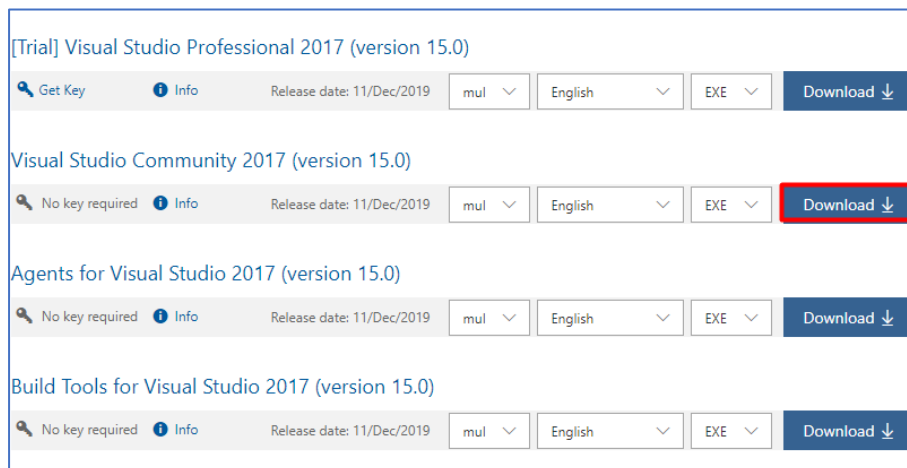 [Trial] Visual Studio Professional 2017 (version 15.0)
Get Key Info Release date: 11/Dec/2019 mul English EXE Download
Visual Studio Community 2017 (version 15.0)
No key required Info Release date: 11/Dec/2019 mul English EXE Download
Agents for Visual Studio 2017 (version 15.0)
No key required Info Release date: 11/Dec/2019 mul English EXE Download
Build Tools for Visual Studio 2017 (version 15.0)
No key required Info Release date: 11/Dec/2019 mul English EXE Download